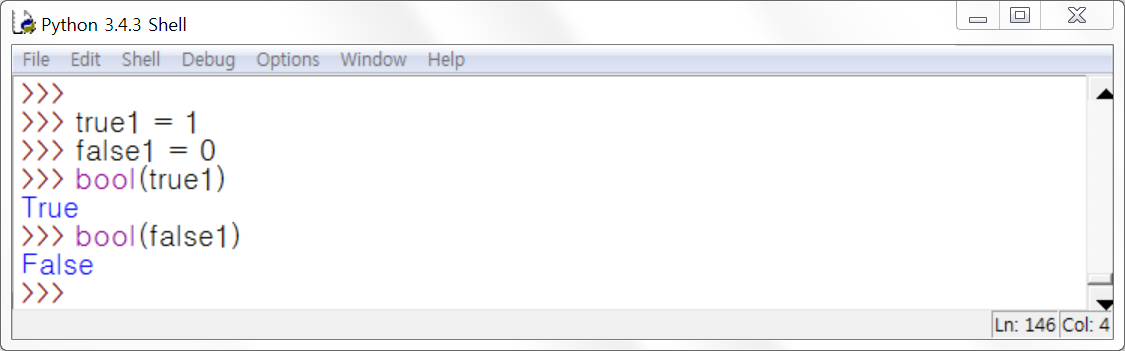 Python 3.4.3 Shell
File Edit Shell Debug Options Window Help
>>>
>>> true1 = 1
>>> false1 = 0
>>> bool(true1)
True
>>> bool(false1)
False
>>>
Ln: 146 Col: 4